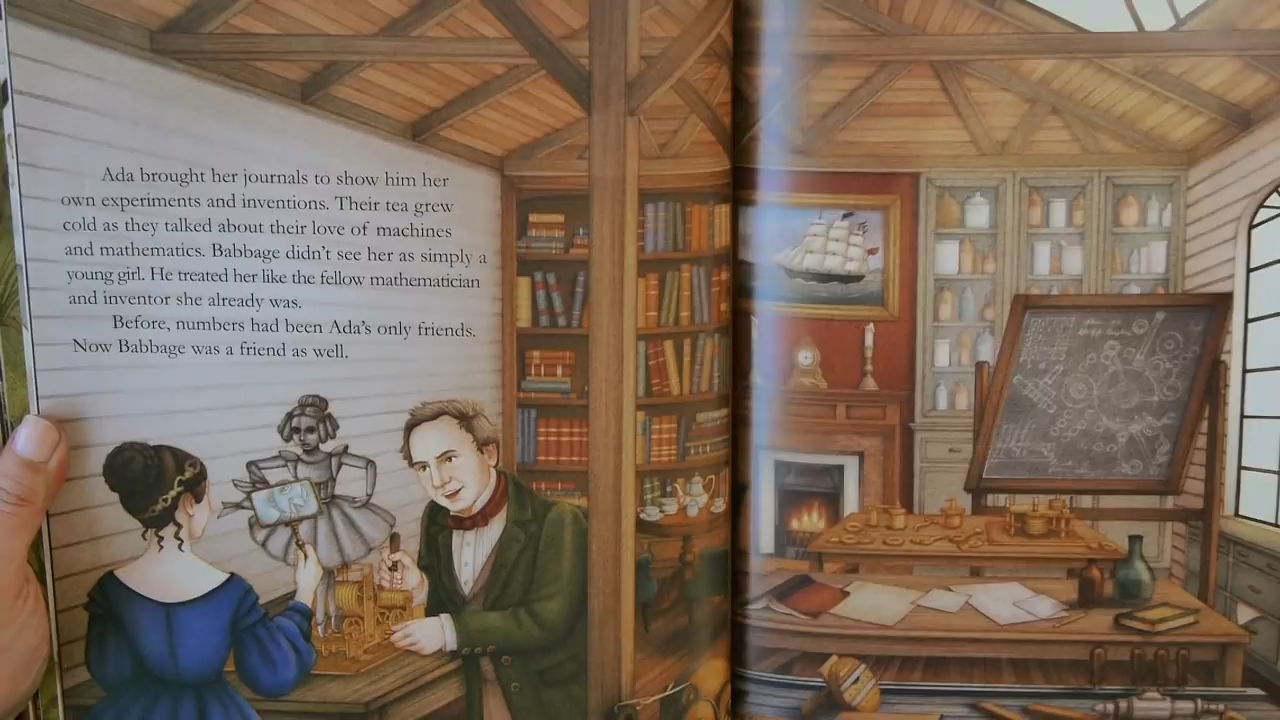 Ada brought her journals to show him her
own experiments and inventions. Their tea grew
cold as they talked about their love of machines
and mathematics. Babbage didn't see her as simply a
young girl. He treated her like the fellow mathematician
and inventor she already was.
Before, numbers had been Ada's only friends.
Now Babbage was a friend as well.